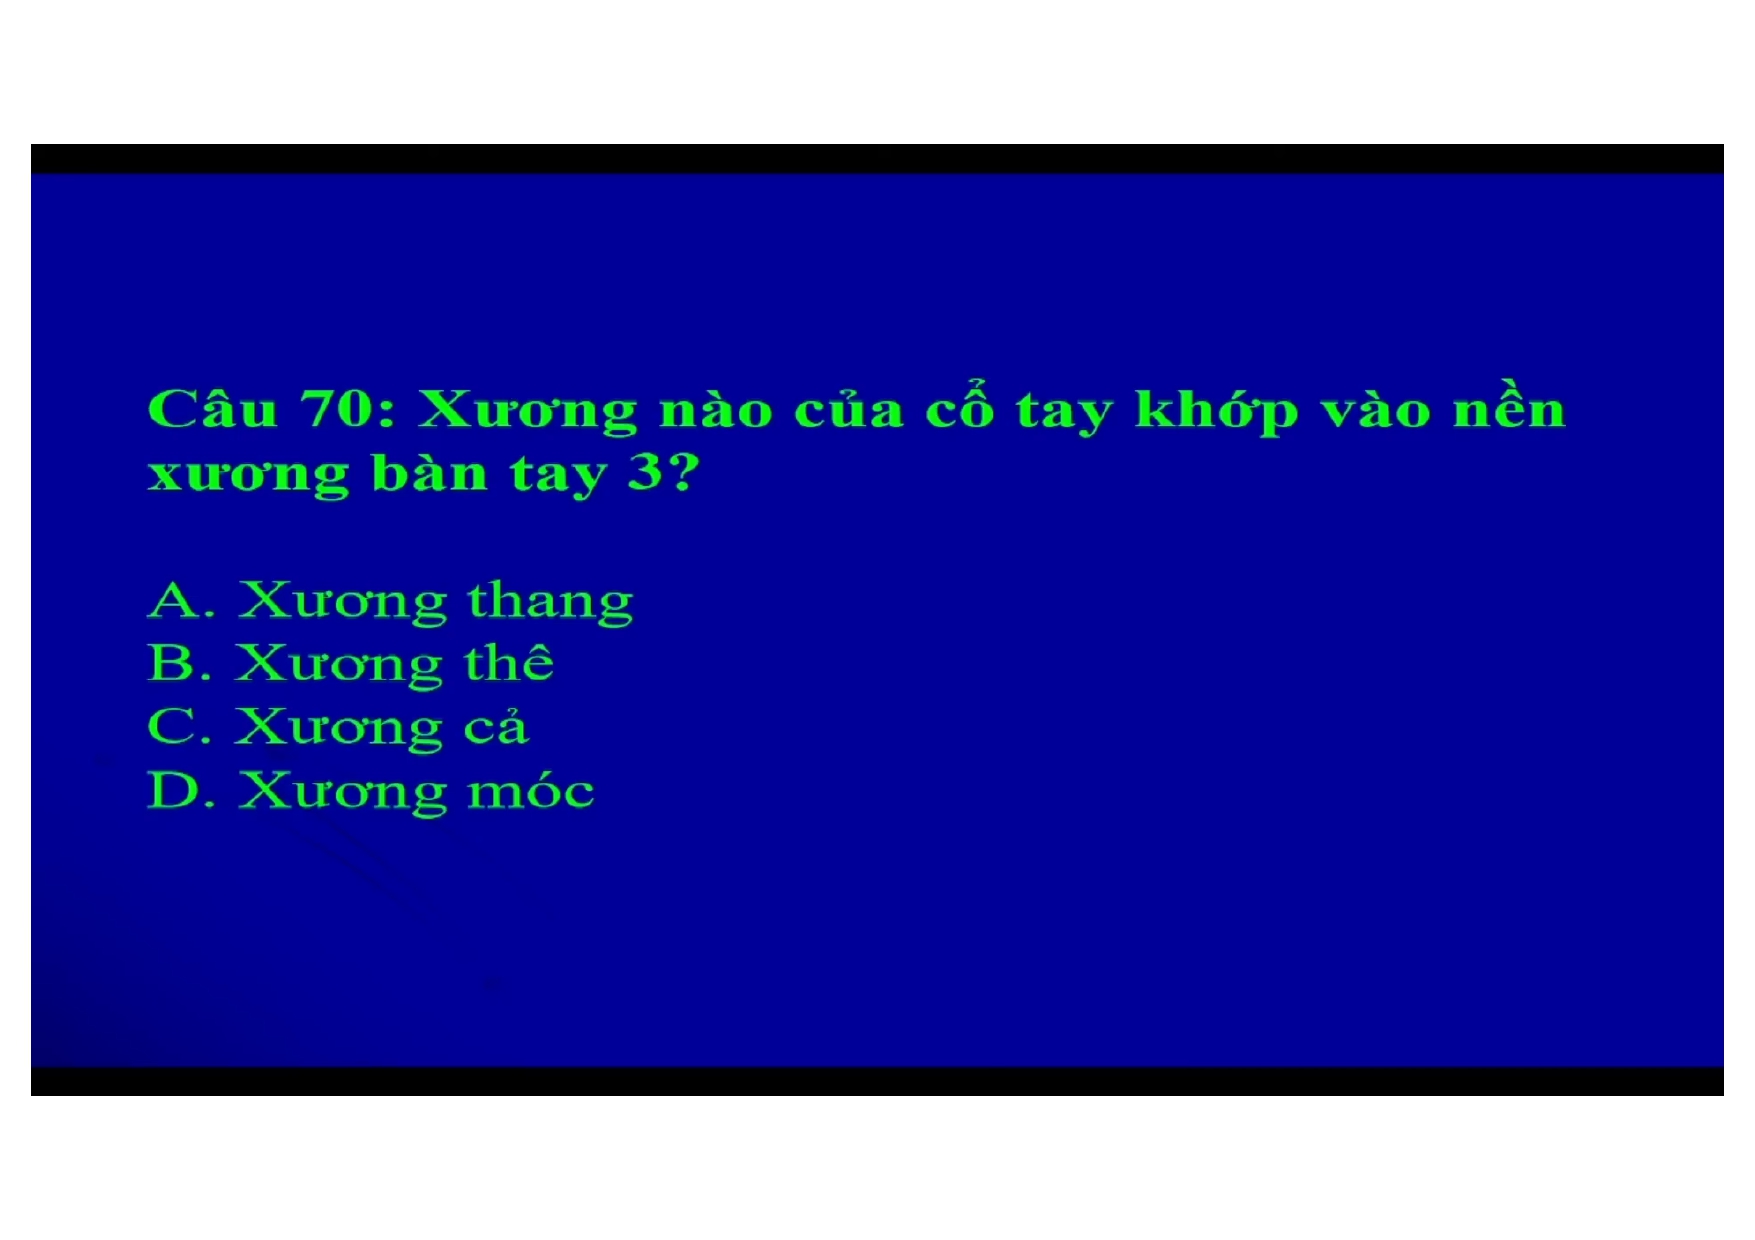 Câu 70: Xương nào của cổ tay khớp vào nền
xương bàn tay 3?
A. Xương thang
B. Xương thê
C. Xương cả
D. Xương móc